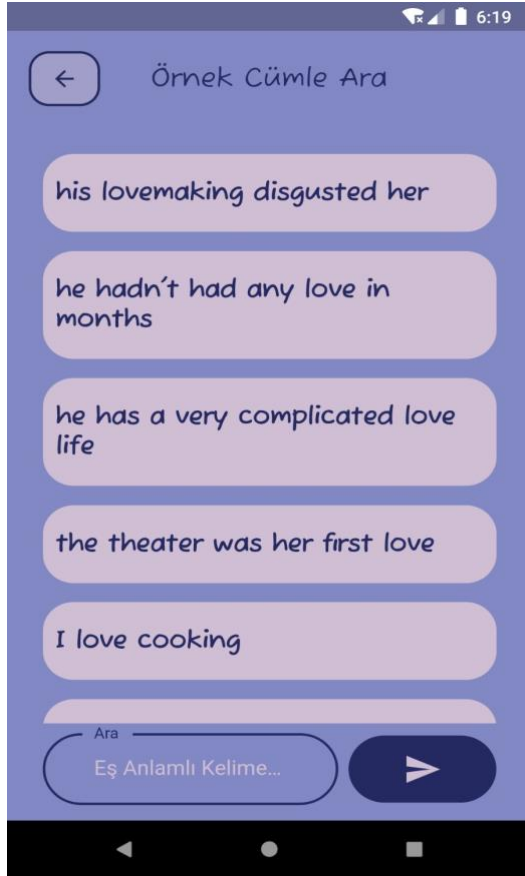 6:19
Örnek Cümle Ara
his lovemaking disgusted her
he hadn't had any love in
months
he has a very complicated love
life
the theater was her first love
I love cooking
Ara
Eş Anlamlı Kelime...